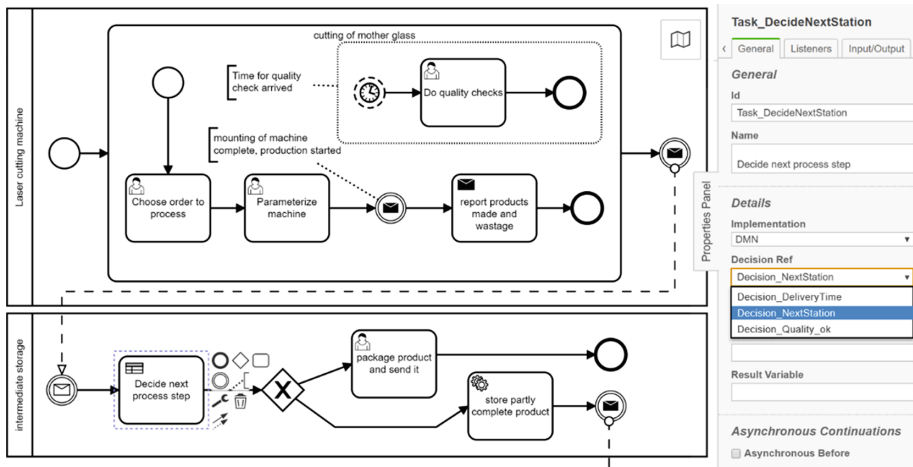 Laser cutting machine
cutting of mother glass
Time for quality
check arrived
Do quality checks
mounting of machine
complete, production started
Choose order to
process
Parameterize
machine
report products
made and
wastage
intermediate storage
Decide next
process step
package product
and send it
store partly
complete product
Properties Panel
Task_DecideNextStation
General
Listeners
Input/Output
General
Id
Task_DecideNextStation
Name
Decide next process step
Details
Implementation
DMN
Decision Ref
Decision_NextStation
Decision_DeliveryTime
Decision_NextStation
Decision_Quality_ok
Result Variable
Asynchronous Continuations
Asynchronous Before